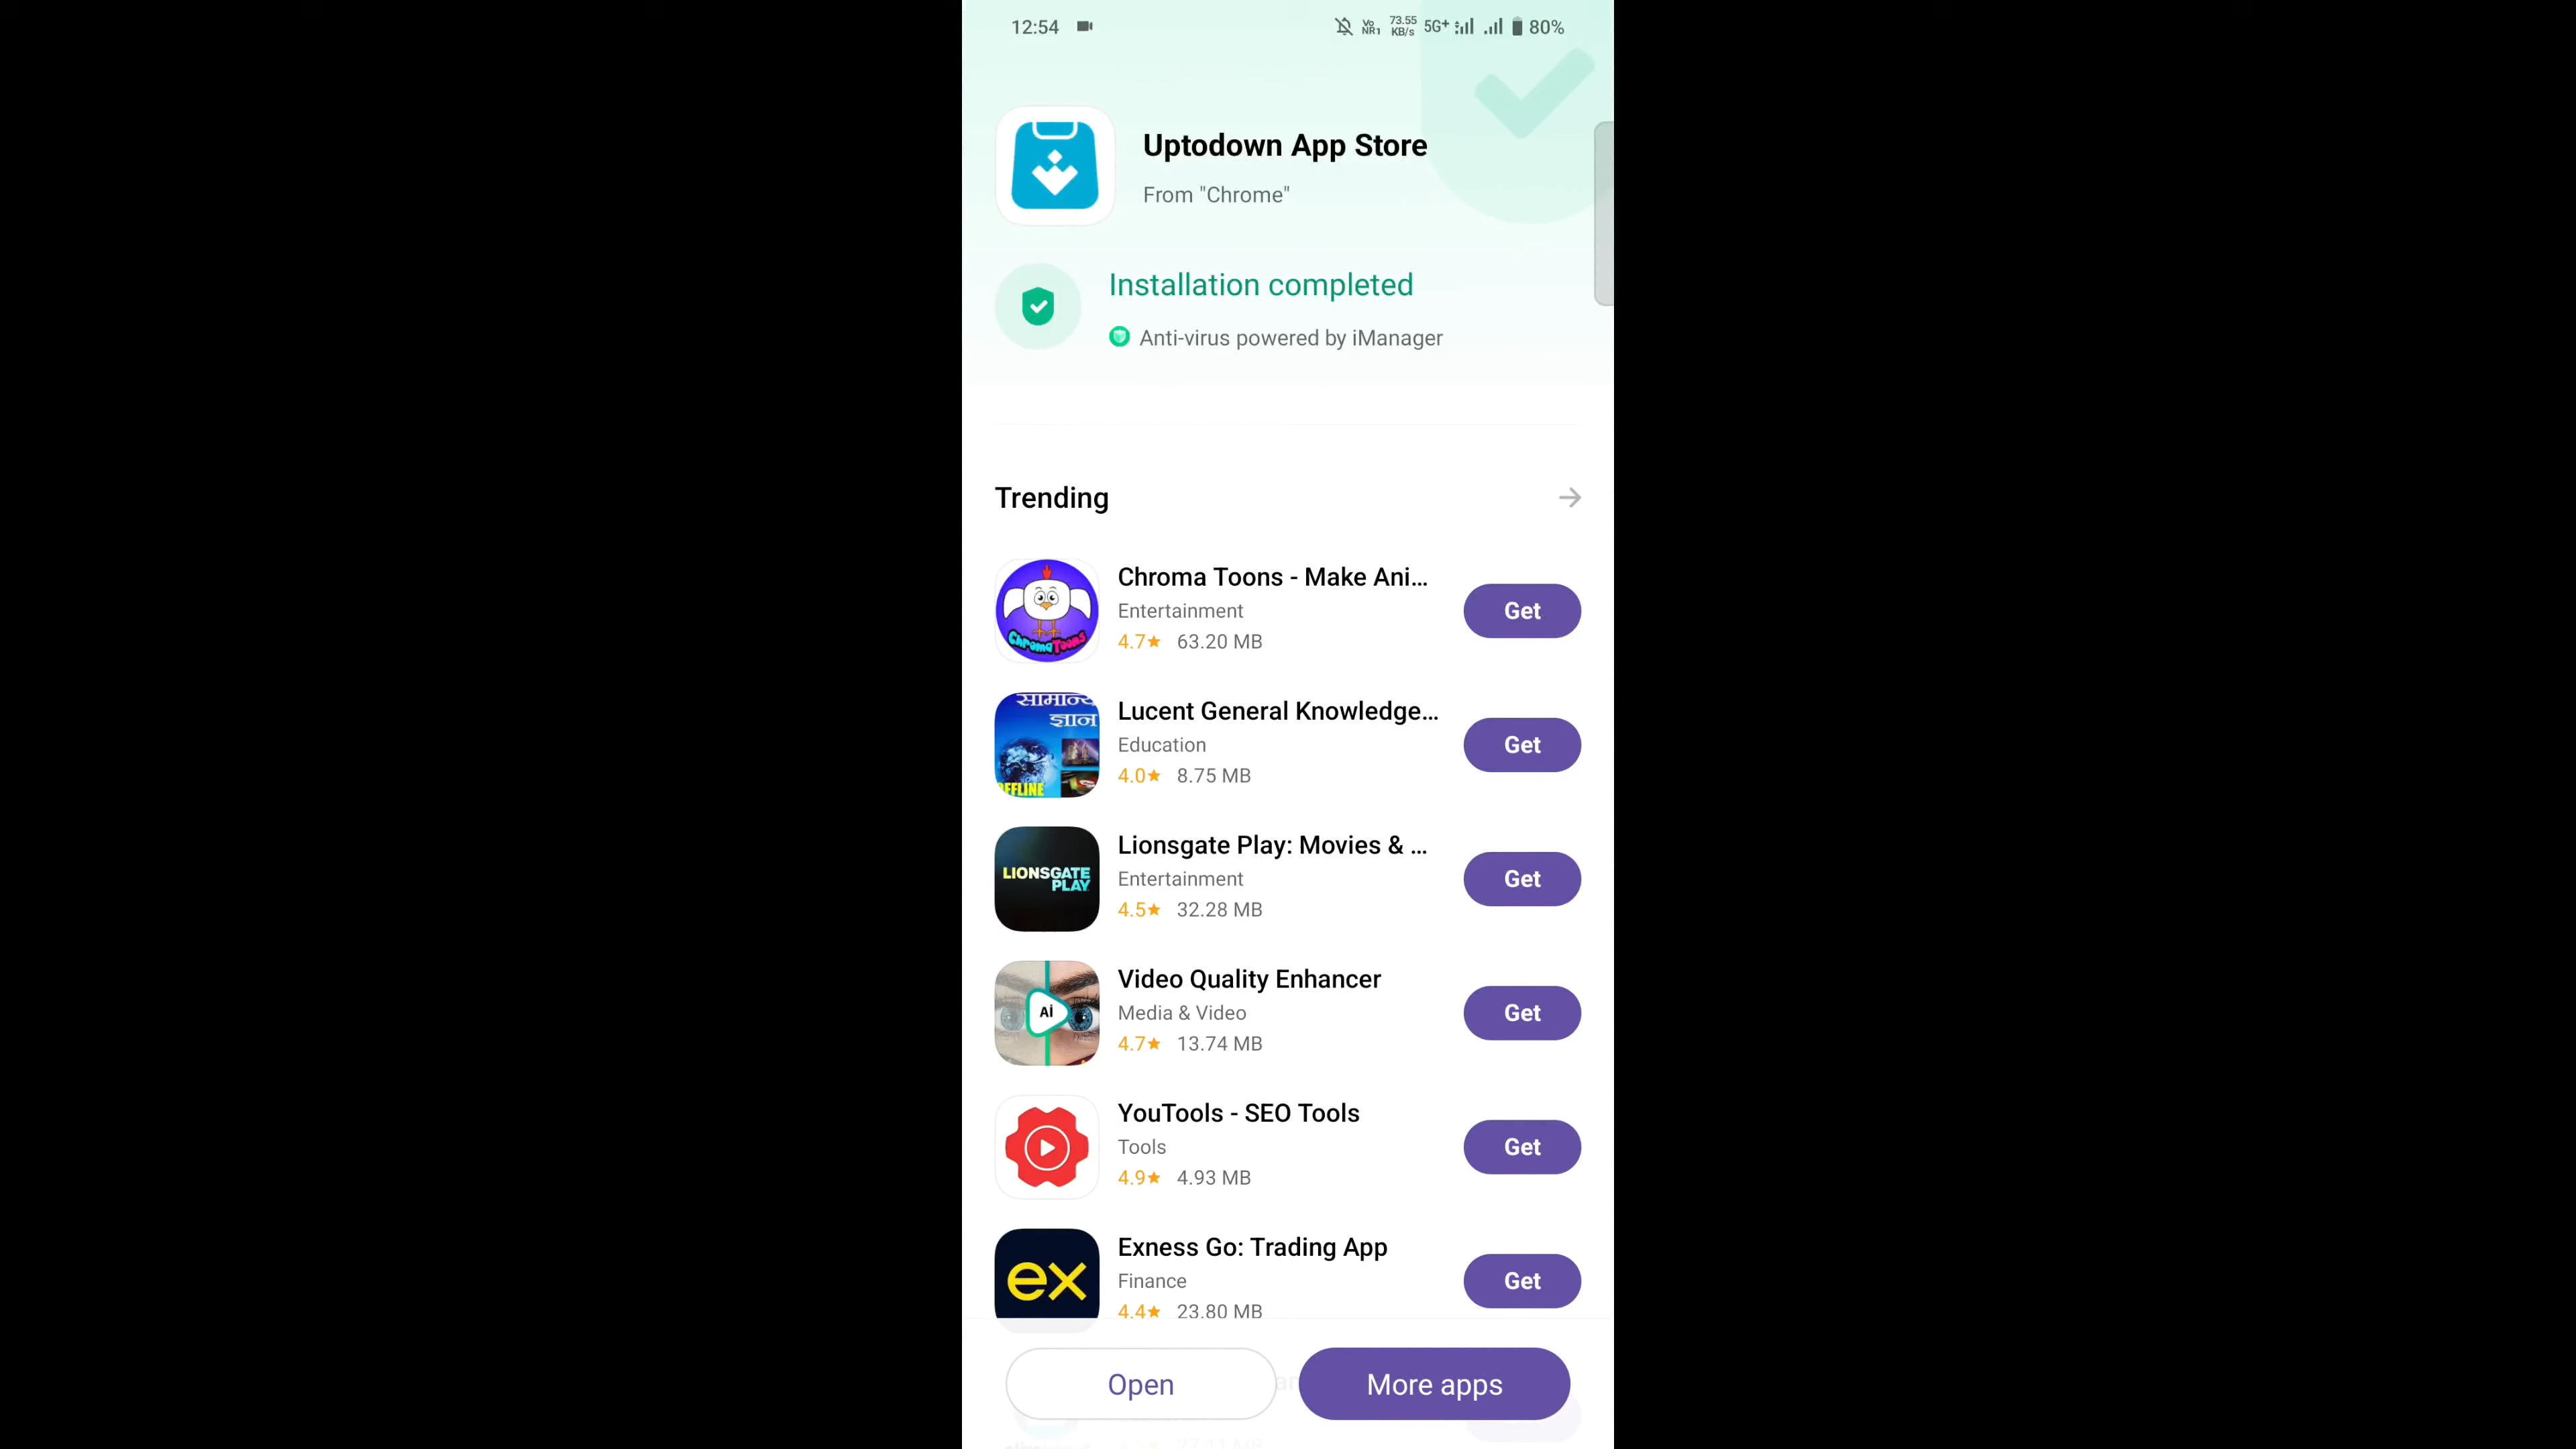 12:54
Vo
NR1
73.55
KB/s
5G+
80%
Uptodown App Store
From "Chrome"
Installation completed
Anti-virus powered by iManager
Trending
Chroma Toons - Make Ani...
Entertainment
4.7★ 63.20 MB
Get
ChromaToons
Lucent General Knowledge...
Education
4.0★ 8.75 MB
Get
सामान्य
ज्ञान
OFFLINE
Lionsgate Play: Movies & ...
Entertainment
4.5★ 32.28 MB
Get
LIONSGATE
PLAY
Video Quality Enhancer
Media & Video
4.7★ 13.74 MB
Get
Ai
YouTools - SEO Tools
Tools
4.9★ 4.93 MB
Get
Exness Go: Trading App
Finance
4.4★ 23.80 MB
Get
ex
Open
More apps